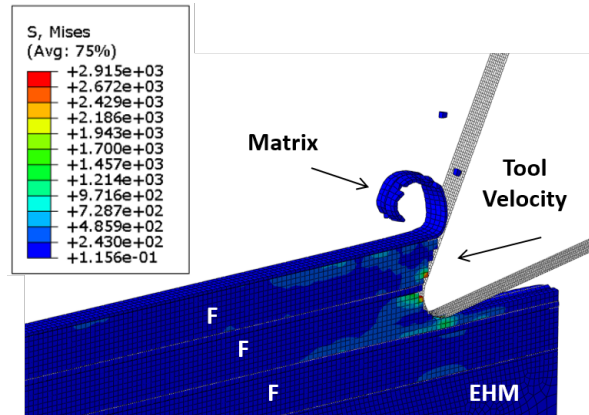 S, Mises
(Avg: 75%)
+2.915e+03
+2.672e+03
+2.429e+03
+2.186e+03
+1.943e+03
+1.700e+03
+1.457e+03
+1.214e+03
+9.716e+02
+7.287e+02
+4.859e+02
+2.430e+02
+1.156e-01
Matrix
Tool
Velocity
F
F
F
EHM